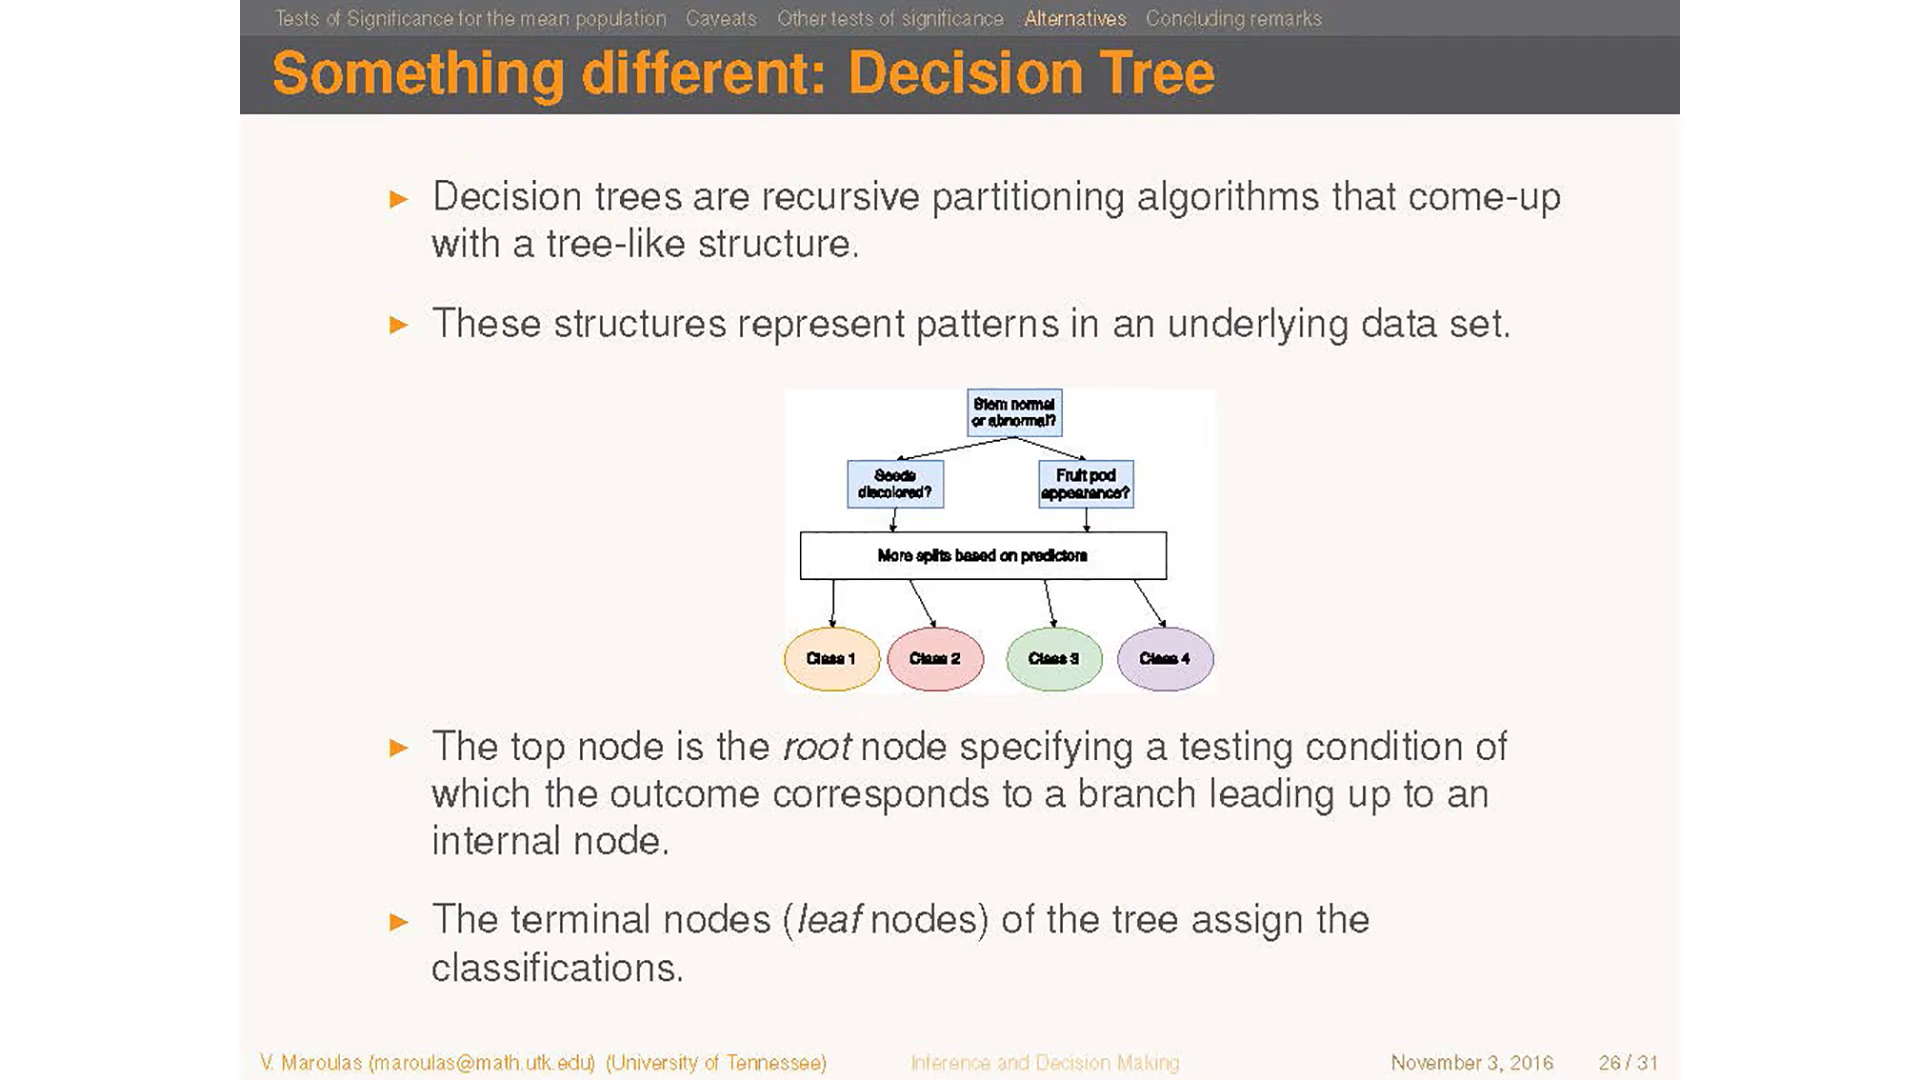 Tests of Significance for the mean population Caveats Other tests of significance Alternatives Concluding remarks
Something different: Decision Tree
▶ Decision trees are recursive partitioning algorithms that come-up
with a tree-like structure.
▶ These structures represent patterns in an underlying data set.
Stem normal
or abnormal?
Seeds
discolored?
Fruit pod
appearance?
More splits based on predictors
Class 1
Class 2
Class 3
Class 4
▶ The top node is the root node specifying a testing condition of
which the outcome corresponds to a branch leading up to an
internal node.
▶ The terminal nodes (leaf nodes) of the tree assign the
classifications.
V. Maroulas (maroulas@math.utk.edu) (University of Tennessee) Inference and Decision Making November 3, 2016 26 / 31